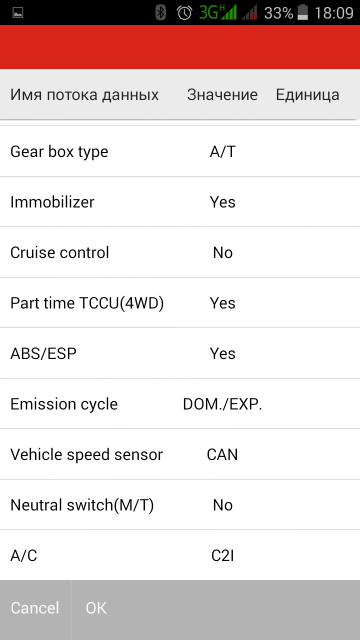 3G H 33% 18:09
Имя потока данных Значение Единица
Gear box type A/T
Immobilizer Yes
Cruise control No
Part time TCCU(4WD) Yes
ABS/ESP Yes
Emission cycle DOM./EXP.
Vehicle speed sensor CAN
Neutral switch(M/T) No
A/C C2I
Cancel OK